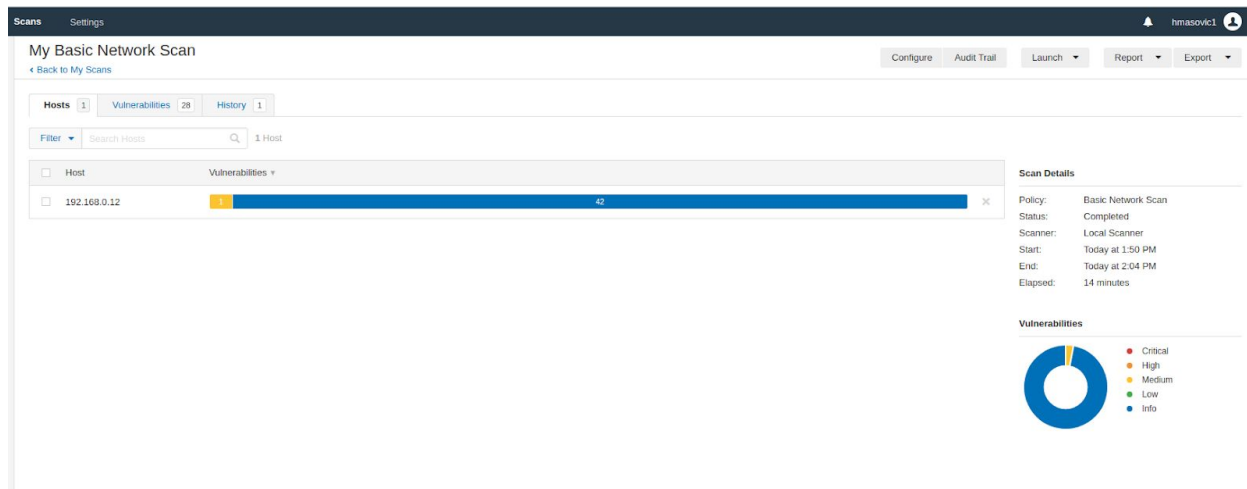 Scans Settings hmasovic1
My Basic Network Scan
Back to My Scans
Configure Audit Trail Launch Report Export
Hosts 1 Vulnerabilities 28 History 1
Filter Search Hosts 1 Host
Host Vulnerabilities
192.168.0.12 1 42
Scan Details
Policy: Basic Network Scan
Status: Completed
Scanner: Local Scanner
Start: Today at 1:50 PM
End: Today at 2:04 PM
Elapsed: 14 minutes
Vulnerabilities
Critical
High
Medium
Low
Info